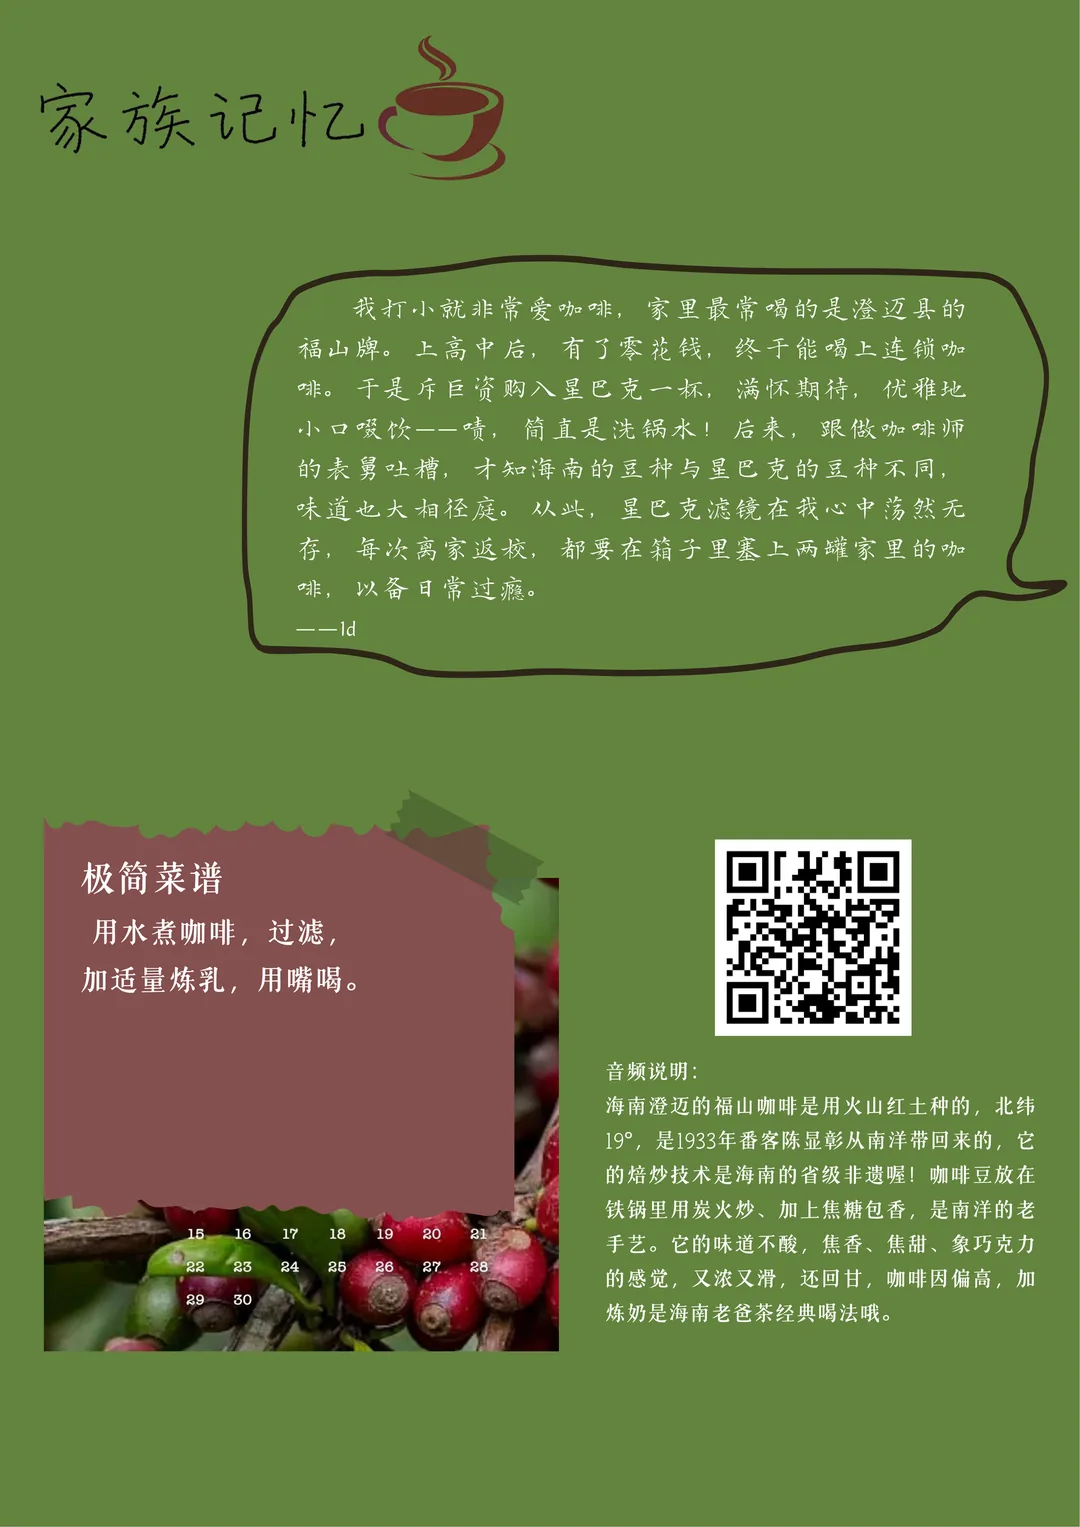 家族记忆
我打小就非常爱咖啡，家里最常喝的是澄迈县的
福山牌。上高中后，有了零花钱，终于能喝上连锁咖
啡。于是斥巨资购入星巴克一杯，满怀期待，优雅地
小口啜饮——啧，简直是洗锅水！后来，跟做咖啡师
的表舅吐槽，才知海南的豆种与星巴克的豆种不同，
味道也大相径庭。从此，星巴克滤镜在我心中荡然无
存，每次离家返校，都要在箱子里塞上两罐家里的咖
啡，以备日常过瘾。
——ld
极简菜谱
用水煮咖啡，过滤，
加适量炼乳，用嘴喝。
15 16 17 18 19 20 21
22 23 24 25 26 27 28
29 30
音频说明：
海南澄迈的福山咖啡是用火山红土种的，北纬
19°，是1933年番客陈显彰从南洋带回来的，它
的焙炒技术是海南的省级非遗喔！咖啡豆放在
铁锅里用炭火炒、加上焦糖包香，是南洋的老
手艺。它的味道不酸，焦香、焦甜、象巧克力
的感觉，又浓又滑，还回甘，咖啡因偏高，加
炼奶是海南老爸茶经典喝法哦。